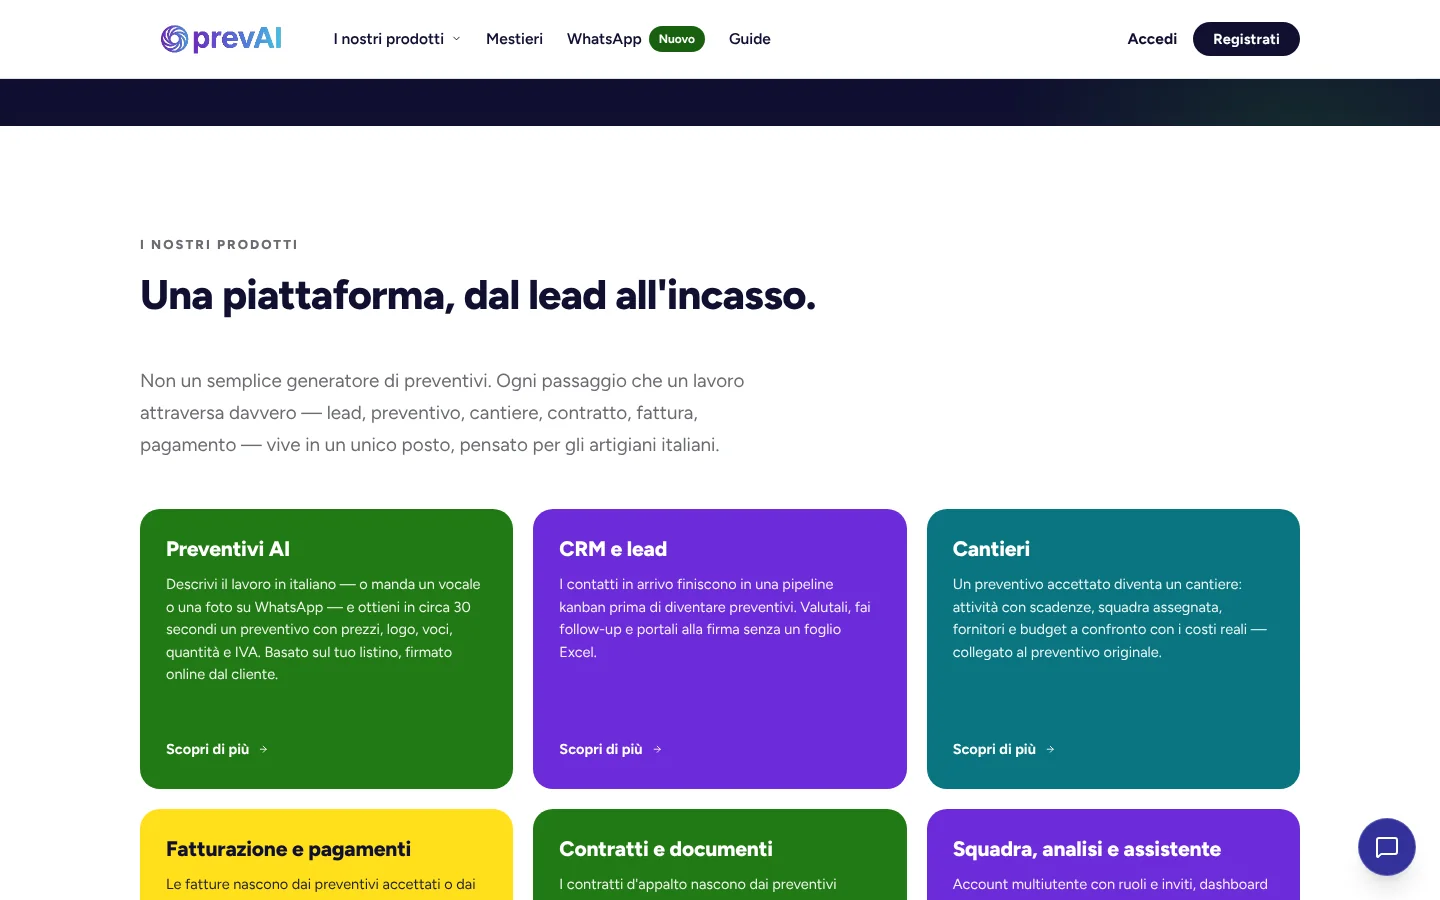 prevAI
I nostri prodotti
Mestieri
WhatsApp Nuovo
Guide
Accedi
Registrati
I NOSTRI PRODOTTI
Una piattaforma, dal lead all'incasso.
Non un semplice generatore di preventivi. Ogni passaggio che un lavoro
attraversa davvero — lead, preventivo, cantiere, contratto, fattura,
pagamento — vive in un unico posto, pensato per gli artigiani italiani.
Preventivi AI
Descrivi il lavoro in italiano — o manda un vocale
o una foto su WhatsApp — e ottieni in circa 30
secondi un preventivo con prezzi, logo, voci,
quantità e IVA. Basato sul tuo listino, firmato
online dal cliente.
Scopri di più
CRM e lead
I contatti in arrivo finiscono in una pipeline
kanban prima di diventare preventivi. Valutali, fai
follow-up e portali alla firma senza un foglio
Excel.
Scopri di più
Cantieri
Un preventivo accettato diventa un cantiere:
attività con scadenze, squadra assegnata,
fornitori e budget a confronto con i costi reali —
collegato al preventivo originale.
Scopri di più
Fatturazione e pagamenti
Le fatture nascono dai preventivi accettati o dai
Contratti e documenti
I contratti d'appalto nascono dai preventivi
Squadra, analisi e assistente
Account multiutente con ruoli e inviti, dashboard